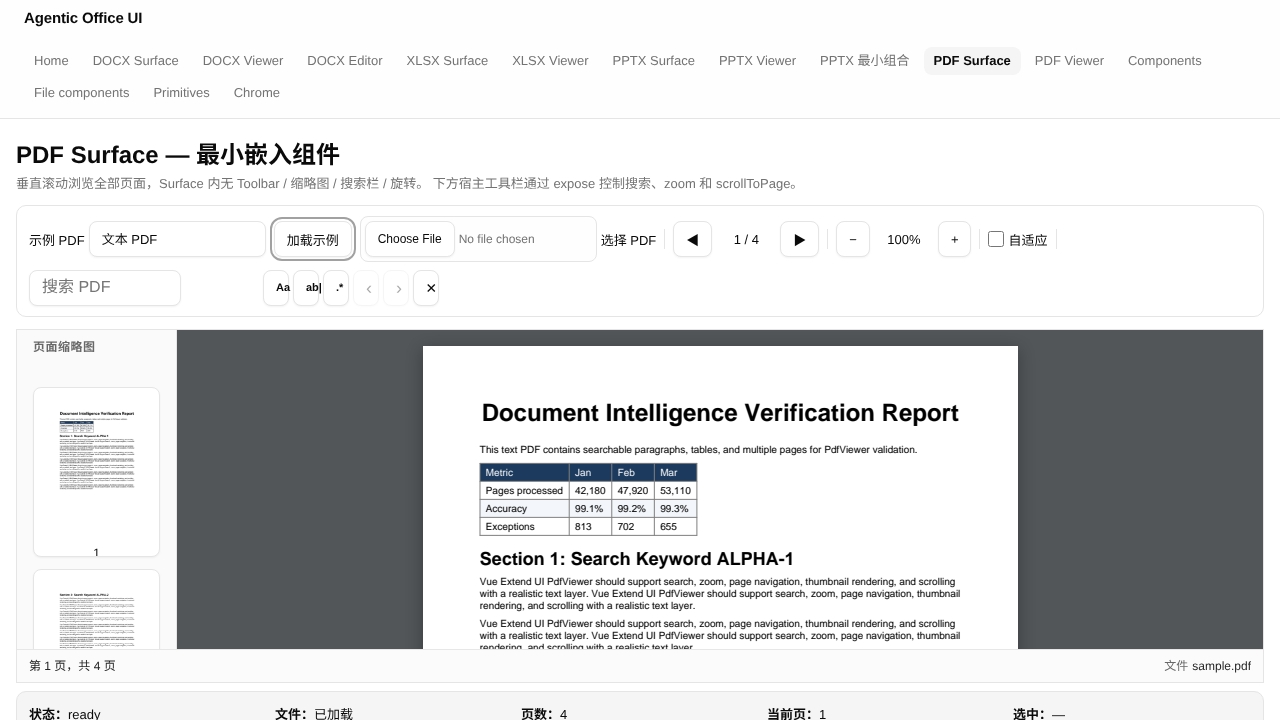 Agentic Office UI
Home DOCX Surface DOCX Viewer DOCX Editor XLSX Surface XLSX Viewer PPTX Surface PPTX Viewer PPTX 最小组合 PDF Surface PDF Viewer Components
File components Primitives Chrome
PDF Surface — 最小嵌入组件
垂直滚动浏览全部页面，Surface 内无 Toolbar / 缩略图 / 搜索栏 / 旋转。 下方宿主工具栏通过 expose 控制搜索、zoom 和 scrollToPage。
示例 PDF 文本 PDF 加载示例 Choose File No file chosen 选择 PDF ◀ 1 / 4 ▶ − 100% + 自适应
搜索 PDF Aa ab| .* ‹ › ✕
页面缩略图
Document Intelligence Verification Report
1
Document Intelligence Verification Report
This text PDF contains searchable paragraphs, tables, and multiple pages for PdfViewer validation.
Metric Jan Feb Mar
Pages processed 42,180 47,920 53,110
Accuracy 99.1% 99.2% 99.3%
Exceptions 813 702 655
Section 1: Search Keyword ALPHA-1
Vue Extend UI PdfViewer should support search, zoom, page navigation, thumbnail rendering, and scrolling
with a realistic text layer. Vue Extend UI PdfViewer should support search, zoom, page navigation, thumbnail
rendering, and scrolling with a realistic text layer.
Vue Extend UI PdfViewer should support search, zoom, page navigation, thumbnail rendering, and scrolling
with a realistic text layer. Vue Extend UI PdfViewer should support search, zoom, page navigation, thumbnail
rendering, and scrolling with a realistic text layer.
第 1 页，共 4 页 文件 sample.pdf
状态： ready 文件： 已加载 页数： 4 当前页： 1 选中： —